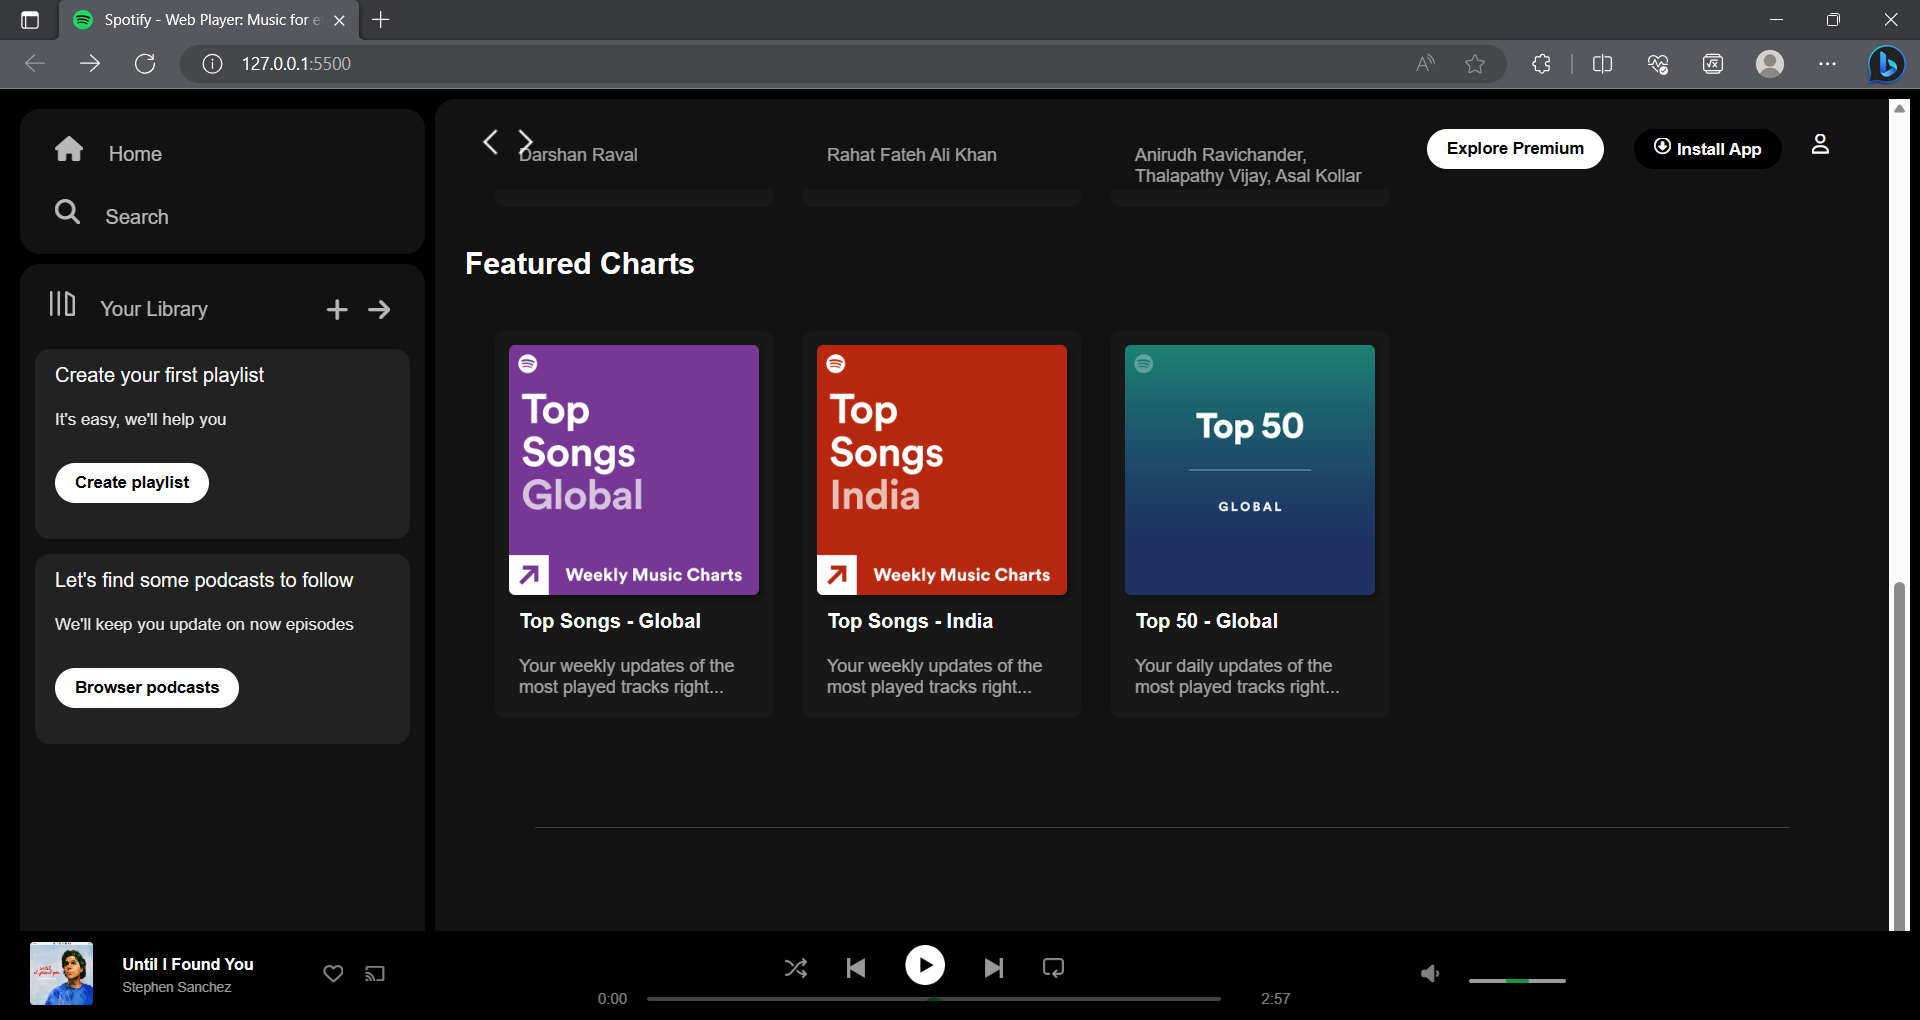 Spotify - Web Player: Music for e
127.0.0.1:5500
Home
Search
Your Library
Create your first playlist
It's easy, we'll help you
Create playlist
Let's find some podcasts to follow
We'll keep you update on now episodes
Browser podcasts
Darshan Raval
Rahat Fateh Ali Khan
Anirudh Ravichander,
Thalapathy Vijay, Asal Kollar
Explore Premium
Install App
Featured Charts
Top
Songs
Global
Weekly Music Charts
Top Songs - Global
Your weekly updates of the
most played tracks right...
Top
Songs
India
Weekly Music Charts
Top Songs - India
Your weekly updates of the
most played tracks right...
Top 50
GLOBAL
Top 50 - Global
Your daily updates of the
most played tracks right...
Until I Found You
Stephen Sanchez
0:00
2:57